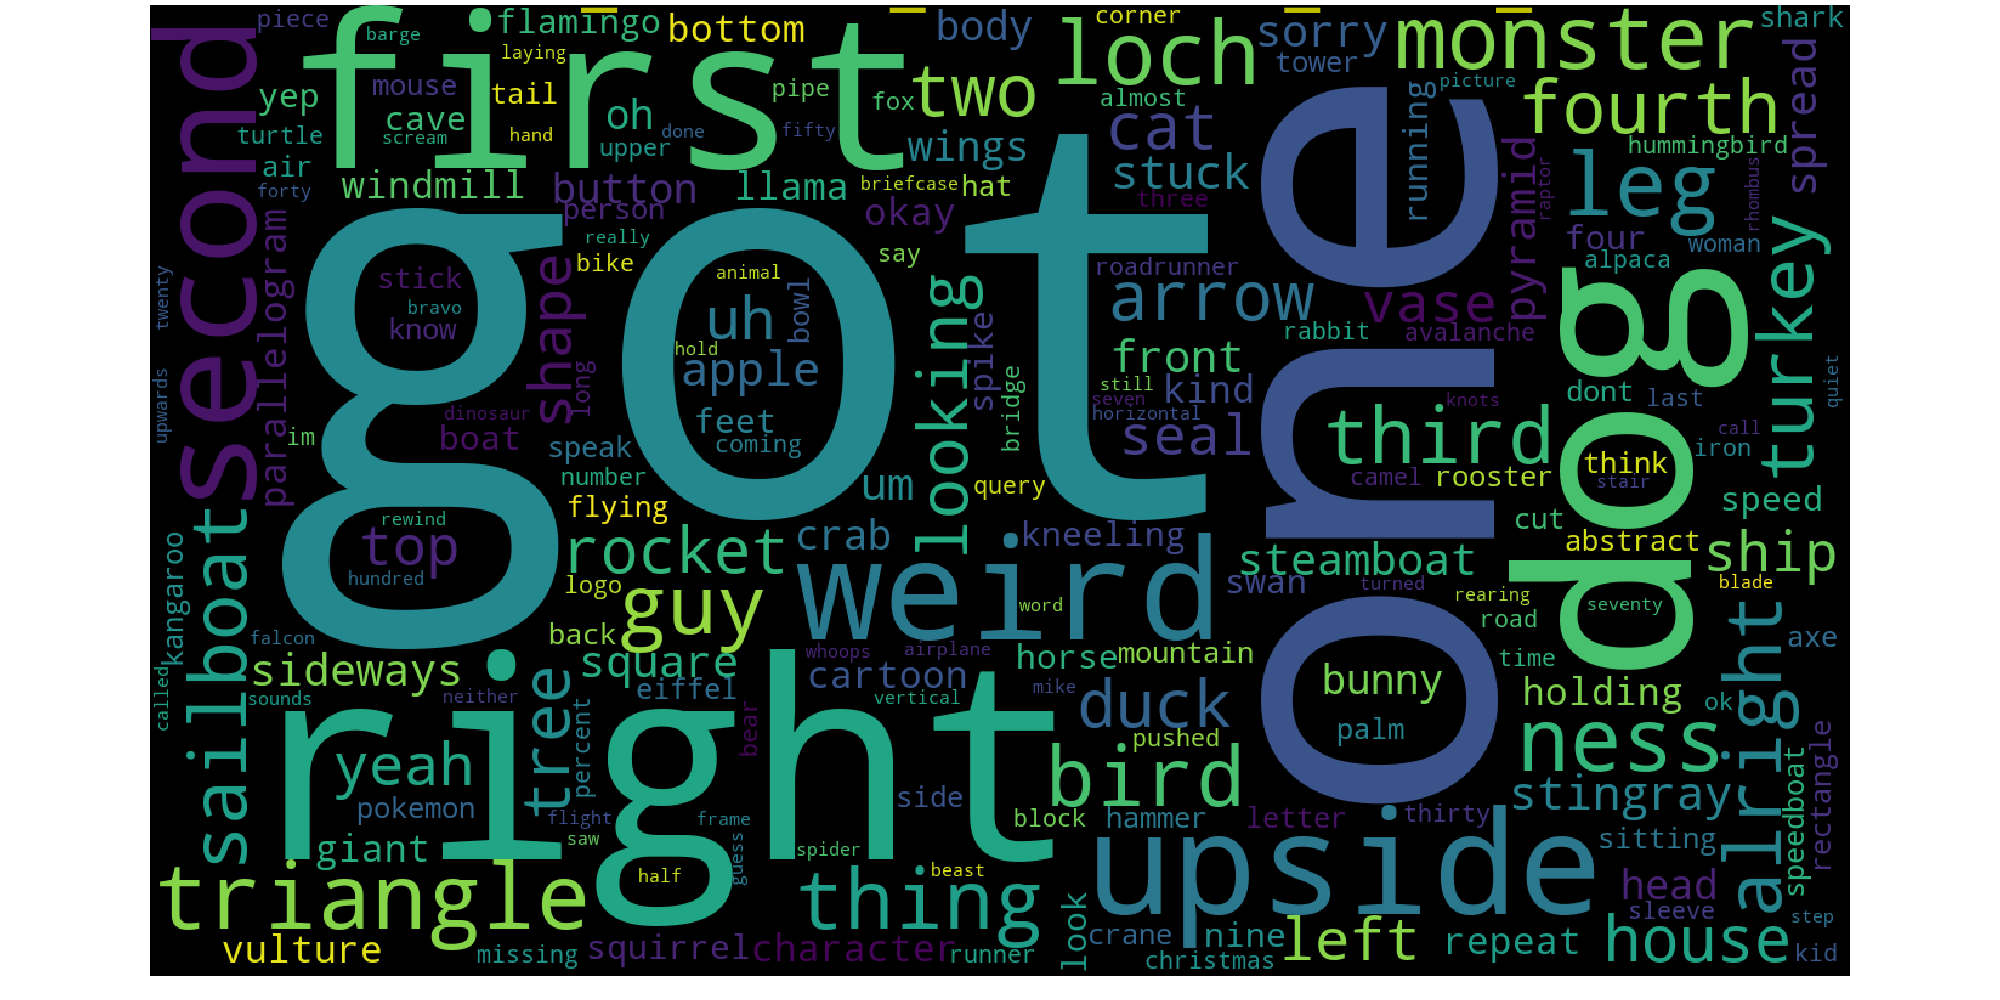 second
piece
barge
first
flamingo
laying
bottom
body
corner
loch
sorry
tower
monster
shark
yep
mouse
tail
pipe
fox
two
almost
picture
fourth
spread
turtle
cave
scream
hand
oh
done
fifty
upper
wings
cat
running
hummingbird
air
forty
windmill
button
llama
briefcase
hat
stuck
three
leg
rhombus
raptor
pyramid
person
okay
really
bike
say
four
woman
alpaca
turkey
parallelogram
twenty
stick
bravo
know
shape
long
got
animal
uh
bowl
hold
apple
feet
coming
looking
spike
bridge
roadrunner
arrow
vase
rabbit
avalanche
one
front
still
seven
horizontal
kind
seal
dog
dont
last
quiet
upwards
dinosaur
boat
im
speak
number
flying
um
query
third
knots
camel
rooster
call
iron
think
stair
speed
sailboat
rewind
top
hundred
rocket
crab
kneeling
cut
abstract
ship
steamboat
swan
turned
blade
kangaroo
logo
guy
weird
word
rearing
road
seventy
falcon
back
whoops
airplane
horse
mountain
time
axe
alright
sideways
square
cartoon
mike
bunny
holding
ok
called
sounds
neither
eiffel
vertical
duck
palm
ness
right
tree
percent
bear
pushed
bird
yeah
pokemon
flight
saw
frame
guess
side
block
hammer
letter
thirty
stingray
speedboat
rectangle
giant
spider
upside
sitting
triangle
half
thing
beast
look
head
sleeve
step
vulture
missing
squirrel
character
runner
crane
christmas
nine
left
repeat
house
kid